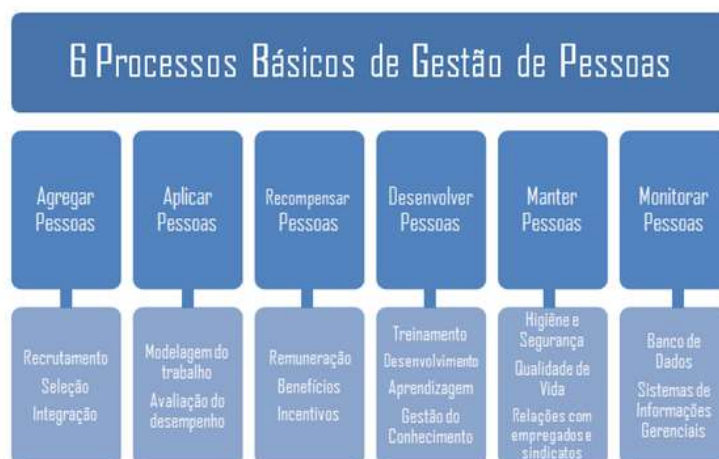 6 Processos Básicos de Gestão de Pessoas
Agregar
Pessoas
Aplicar
Pessoas
Recompensar
Pessoas
Desenvolver
Pessoas
Manter
Pessoas
Monitorar
Pessoas
Recrutamento
Seleção
Integração
Modelagem do
trabalho
Avaliação do
desempenho
Remuneração
Benefícios
Incentivos
Treinamento
Desenvolvimento
Aprendizagem
Gestão do
Conhecimento
Higiêne e
Segurança
Qualidade de
Vida
Relações com
empregados e
sindicatos
Banco de
Dados
Sistemas de
Informações
Gerenciais